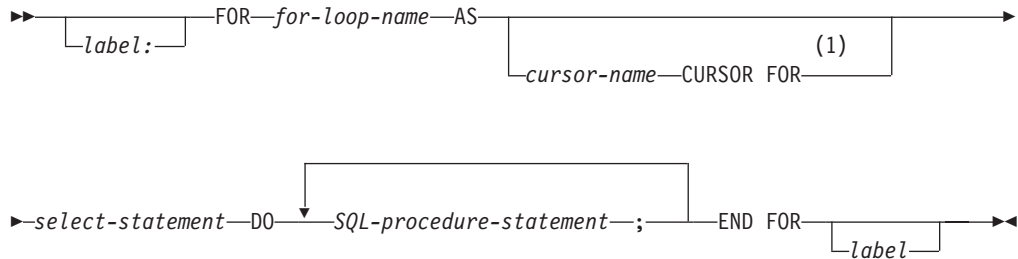 FOR for-loop-name AS
label:
(1)
cursor-name CURSOR FOR
select-statement DO SQL-procedure-statement ; END FOR
label